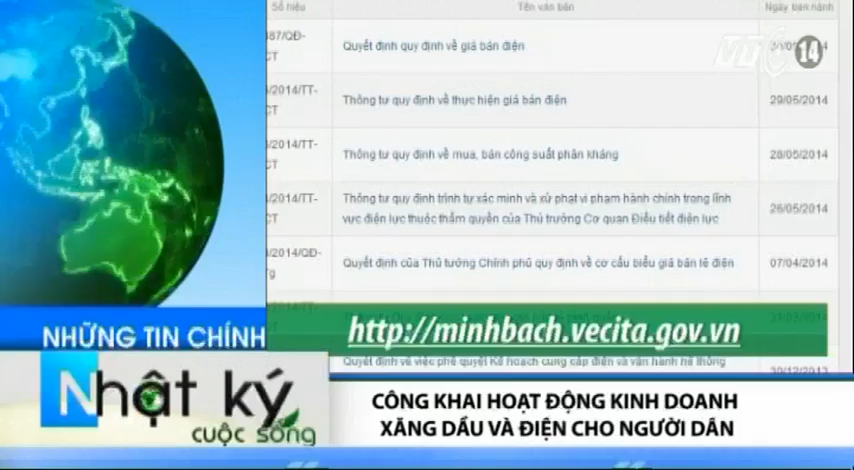 Số hiệu Tên văn bản Ngày ban hành
Quyết định quy định về giá bán điện
VTC14
/2014/TT- Thông tư quy định về thực hiện giá bán điện 29/05/2014
/2014/TT- Thông tư quy định về mua, bán công suất phản kháng 28/05/2014
/2014/TT- Thông tư quy định trình tự xác minh và xử phạt vi phạm hành chính trong lĩnh
vực điện lực thuộc thẩm quyền của Thủ trưởng Cơ quan Điều tiết điện lực 26/05/2014
/2014/QĐ- Quyết định của Thủ tướng Chính phủ quy định về cơ cấu biểu giá bán lẻ điện 07/04/2014
http://minhbach.vecita.gov.vn
Quyết định về việc phê quyệt Kế hoạch cung cấp điện và vận hành hệ thống 30/12/2013
NHỮNG TIN CHÍNH
Nhật ký
cuộc sống
CÔNG KHAI HOẠT ĐỘNG KINH DOANH
XĂNG DẦU VÀ ĐIỆN CHO NGƯỜI DÂN